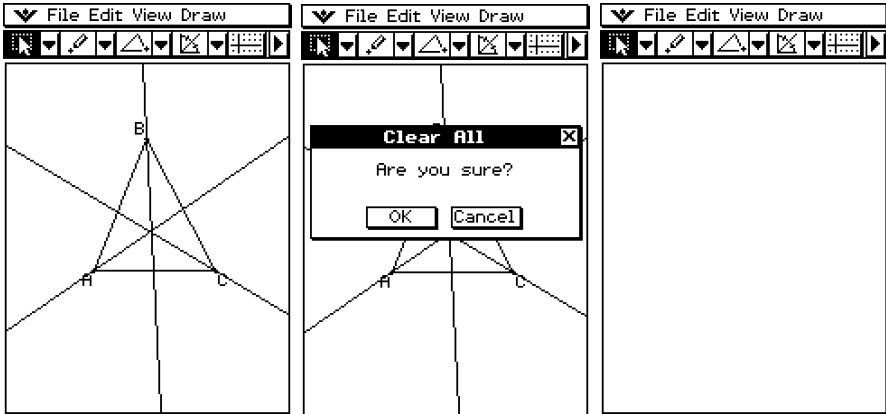 File Edit View Draw
B
A
C
File Edit View Draw
Clear All
Are you sure?
OK Cancel
A
C
File Edit View Draw